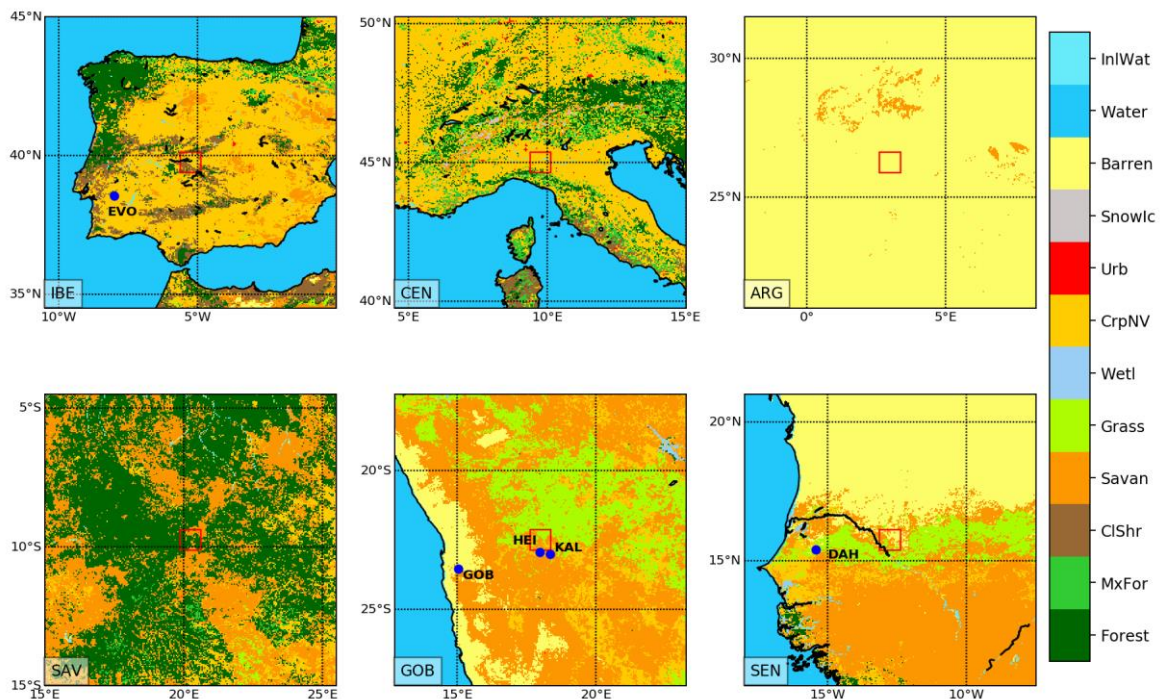 45°N
40°N
35°N
10°W
5°W
EVO
IBE
50°N
45°N
40°N
5°E
10°E
15°E
CEN
30°N
25°N
0°
5°E
ARG
InlWat
Water
Barren
Snowlc
Urb
CrpNV
Wetl
Grass
Savan
ClShr
MxFor
Forest
5°S
10°S
15°S
15°E
20°E
25°E
SAV
20°S
25°S
15°E
20°E
HEI
KAL
GOB
GOB
20°N
15°N
15°W
10°W
DAH
SEN